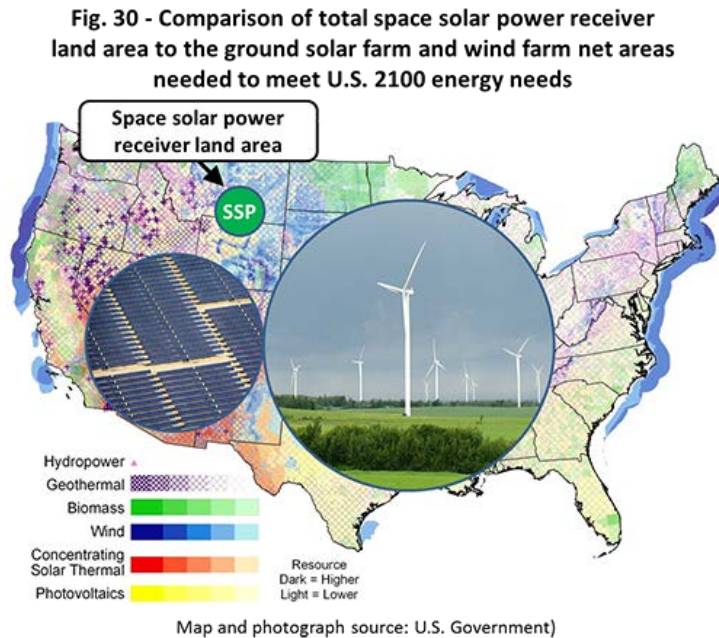 Fig. 30 - Comparison of total space solar power receiver
land area to the ground solar farm and wind farm net areas
needed to meet U.S. 2100 energy needs
Space solar power
receiver land area
SSP
Hydropower
Geothermal
Biomass
Wind
Concentrating
Solar Thermal
Photovoltaics
Resource
Dark = Higher
Light = Lower
Map and photograph source: U.S. Government)